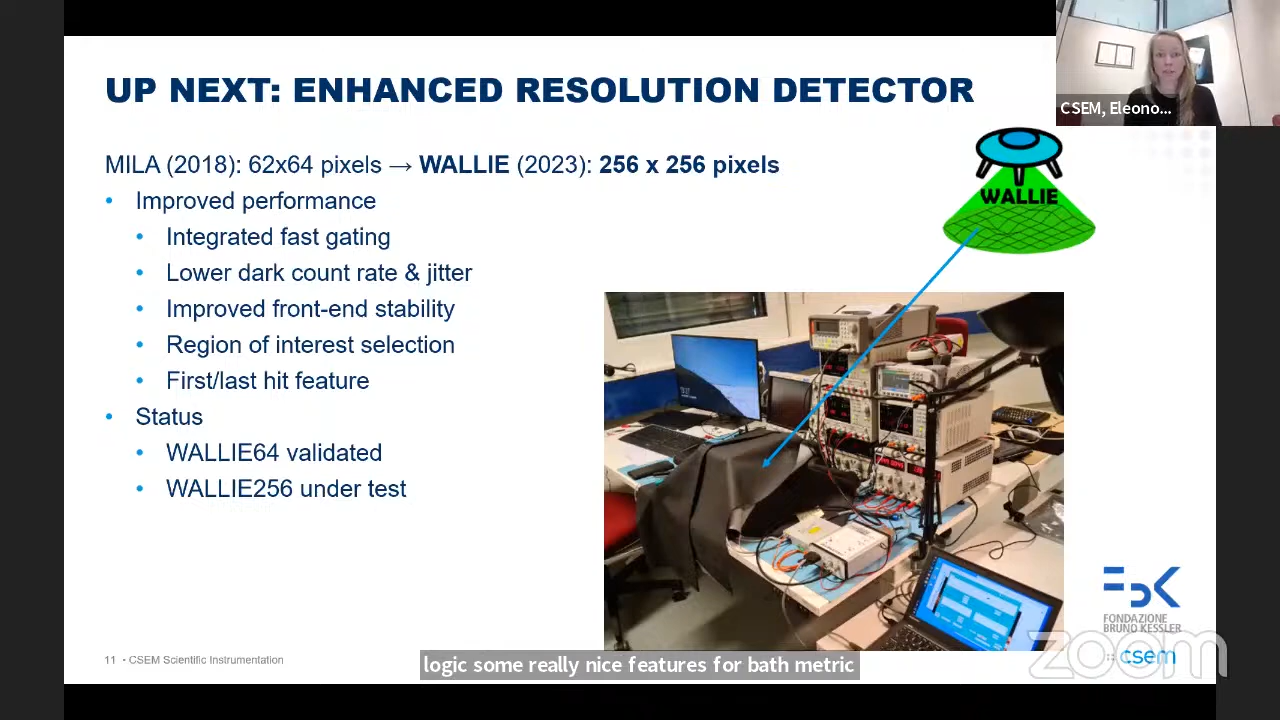 UP NEXT: ENHANCED RESOLUTION DETECTOR
CSEM, Eleono...
MILA (2018): 62x64 pixels → WALLIE (2023): 256 x 256 pixels
• Improved performance
• Integrated fast gating
• Lower dark count rate & jitter
• Improved front-end stability
• Region of interest selection
• First/last hit feature
• Status
• WALLIE64 validated
• WALLIE256 under test
WALLIE
FBK
FONDAZIONE
BRUNO KESSLER
11 • CSEM Scientific Instrumentation
logic some really nice features for bath metric
zoom
csem